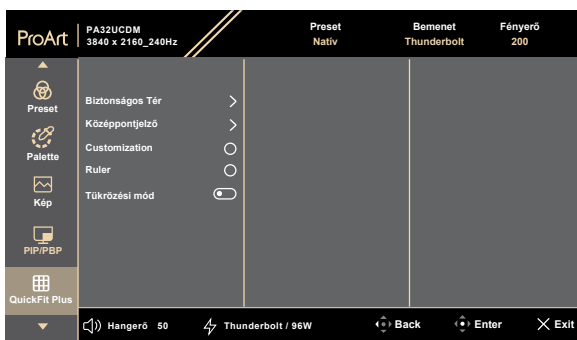 ProArt
PA32UCDM
3840 x 2160_240Hz
Preset
Nativ
Bemenet
Thunderbolt
Fényerő
200
Preset
Palette
Kép
PIP/PBP
QuickFit Plus
Biztonságos Tér
Középpontjelző
Customization
Ruler
Tükrözési mód
Hangerő 50
Thunderbolt / 96W
Back
Enter
Exit